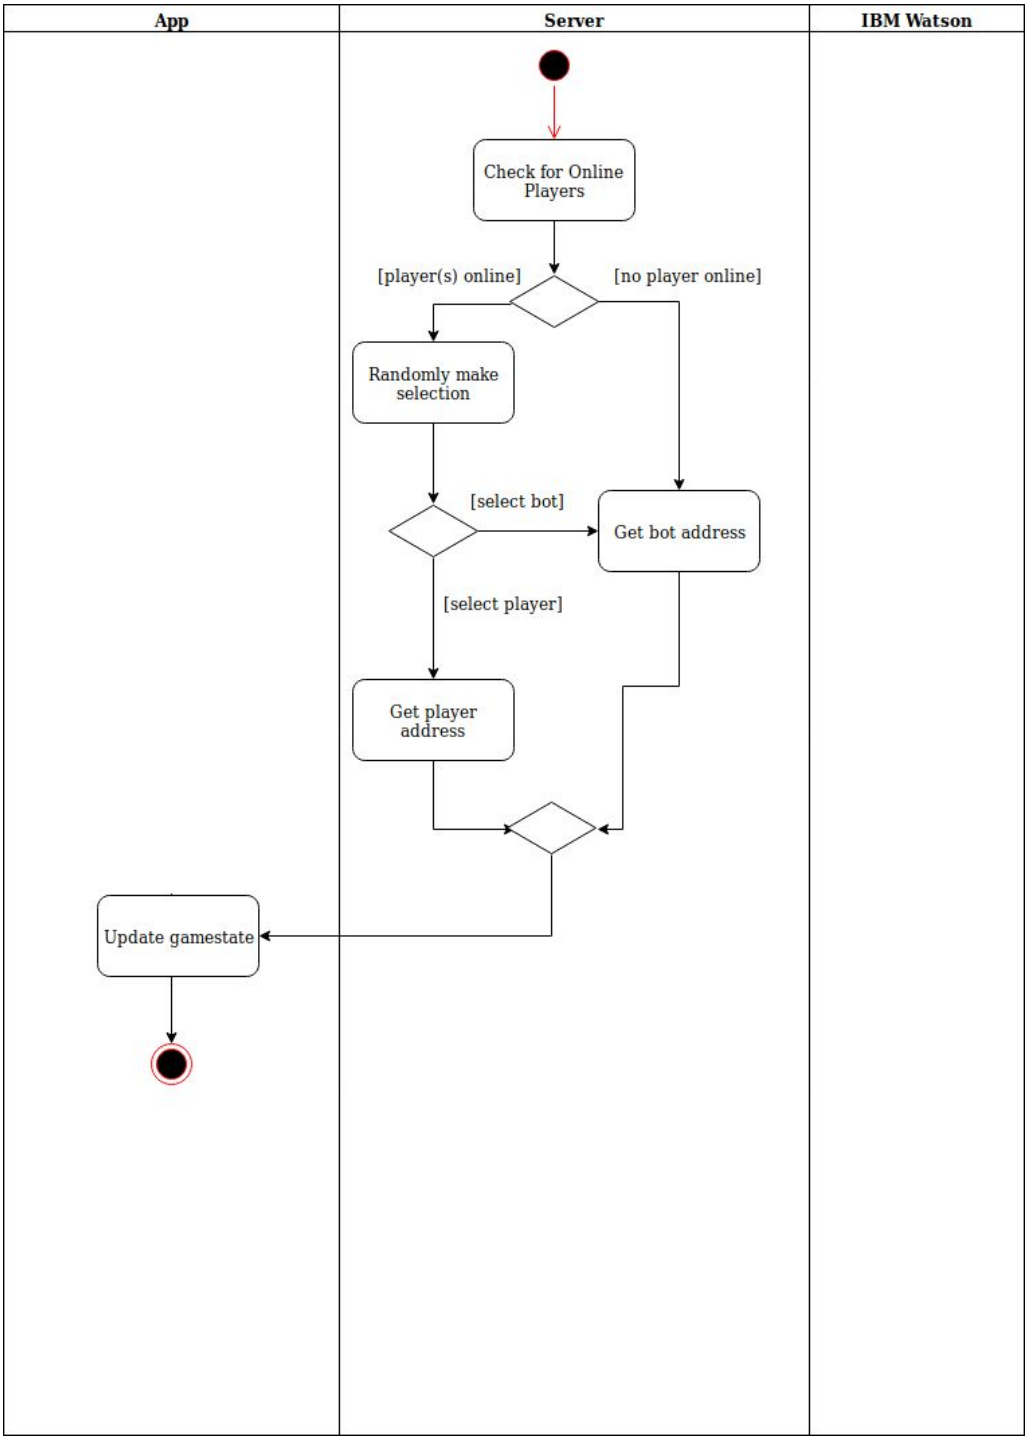 App
Server
IBM Watson
Check for Online
Players
[player(s) online]
[no player online]
Randomly make
selection
[select bot]
Get bot address
[select player]
Get player
address
Update gamestate